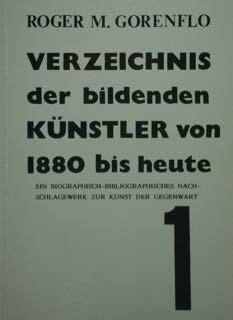 ROGER M. GORENFLO
VERZEICHNIS
der bildenden
KÜNSTLER von
1880 bis heute
EIN BIOGRAPHISCH-BIBLIOGRAPHISCHES NACH-
SCHLAGEWERK ZUR KUNST DER GEGENWART
1